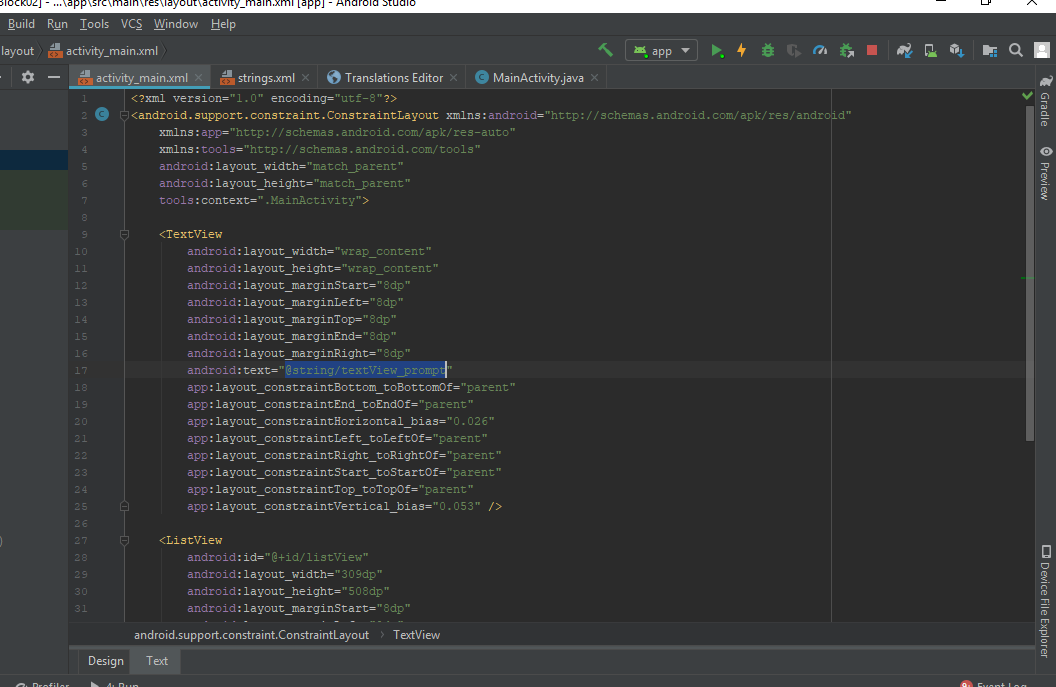 Block02] - ...\app\src\main\res\layout\activity_main.xml [app] - Android Studio
Build Run Tools VCS Window Help
layout activity_main.xml app
activity_main.xml strings.xml Translations Editor MainActivity.java
1 <?xml version="1.0" encoding="utf-8"?>
2 <android.support.constraint.ConstraintLayout xmlns:android="http://schemas.android.com/apk/res/android"
3 xmlns:app="http://schemas.android.com/apk/res-auto"
4 xmlns:tools="http://schemas.android.com/tools"
5 android:layout_width="match_parent"
6 android:layout_height="match_parent"
7 tools:context=".MainActivity">
8
9 <TextView
10 android:layout_width="wrap_content"
11 android:layout_height="wrap_content"
12 android:layout_marginStart="8dp"
13 android:layout_marginLeft="8dp"
14 android:layout_marginTop="8dp"
15 android:layout_marginEnd="8dp"
16 android:layout_marginRight="8dp"
17 android:text="@string/textView_prompt"
18 app:layout_constraintBottom_toBottomOf="parent"
19 app:layout_constraintEnd_toEndOf="parent"
20 app:layout_constraintHorizontal_bias="0.026"
21 app:layout_constraintLeft_toLeftOf="parent"
22 app:layout_constraintRight_toRightOf="parent"
23 app:layout_constraintStart_toStartOf="parent"
24 app:layout_constraintTop_toTopOf="parent"
25 app:layout_constraintVertical_bias="0.053" />
26
27 <ListView
28 android:id="@+id/listView"
29 android:layout_width="309dp"
30 android:layout_height="508dp"
31 android:layout_marginStart="8dp"
android.support.constraint.ConstraintLayout › TextView
Design Text
Profiler 4: Run Event Log
Gradle
Preview
Device File Explorer